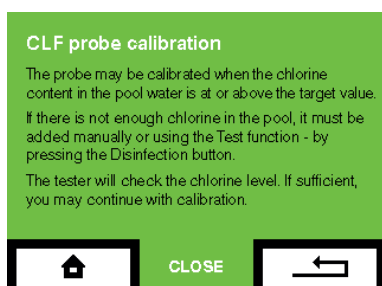 CLF probe calibration
The probe may be calibrated when the chlorine
content in the pool water is at or above the target value.
If there is not enough chlorine in the pool, it must be
added manually or using the Test function - by
pressing the Disinfection button.
The tester will check the chlorine level. If sufficient,
you may continue with calibration.
CLOSE